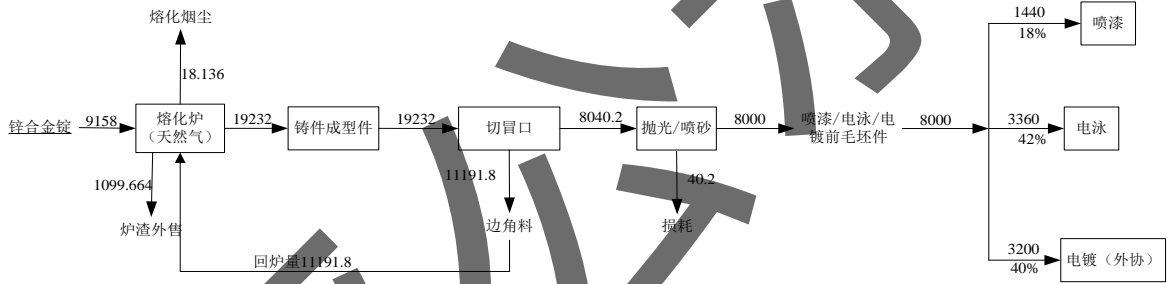 熔化烟尘
18.136
锌合金锭
9158
熔化炉
（天然气）
19232
铸件成型件
19232
切冒口
8040.2
抛光/喷砂
8000
喷漆/电泳/电
镀前毛坯件
8000
1440
18%
喷漆
3360
42%
电泳
3200
40%
电镀（外协）
1099.664
炉渣外售
11191.8
边角料
40.2
损耗
回炉量11191.8